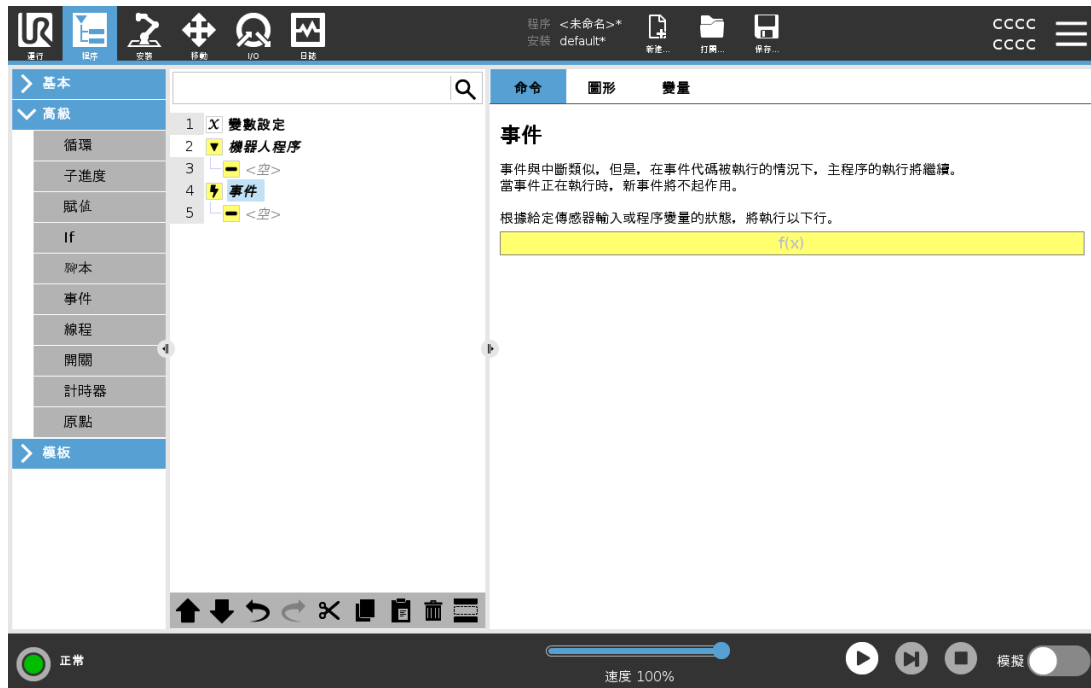 UR
運行
程序
安裝
移動
I/O
日誌
程序 <未命名>*
安裝 default*
新建...
打開...
保存...
CCCC
CCCC
基本
高級
循環
子進度
賦值
If
腳本
事件
線程
開關
計時器
原點
模板
1 X 變數設定
2 機器人程序
3 <空>
4 事件
5 <空>
命令
圖形
變量
事件
事件與中斷類似，但是，在事件代碼被執行的情況下，主程序的執行將繼續。
當事件正在執行時，新事件將不起作用。
根據給定傳感器輸入或程序變量的狀態，將執行以下行。
f(x)
正常
速度 100%
模擬